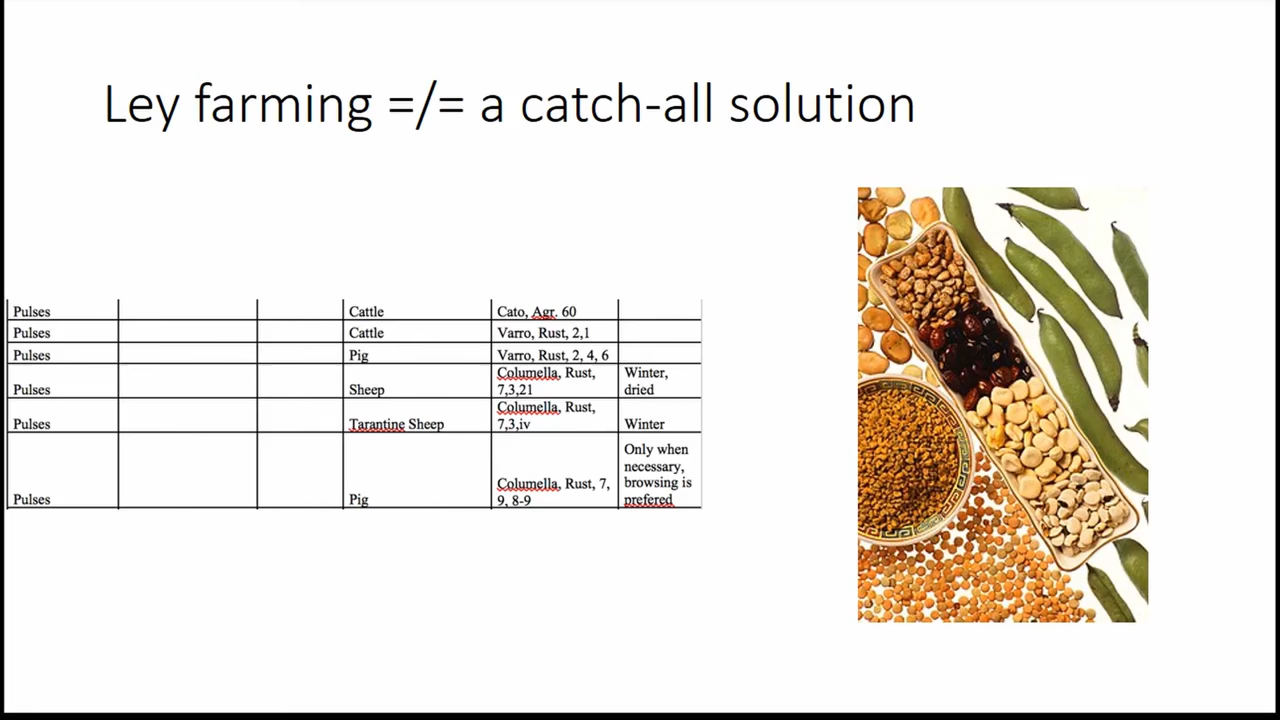 Ley farming =/= a catch-all solution
Pulses Cattle Cato, Agr. 60
Pulses Cattle Varro, Rust, 2,1
Pulses Pig Varro, Rust, 2, 4, 6
Pulses Sheep Columella, Rust, 7,3,21 Winter, dried
Pulses Tarantine Sheep Columella, Rust, 7,3,iv Winter
Pulses Pig Columella, Rust, 7, 9, 8-9 Only when necessary, browsing is prefered